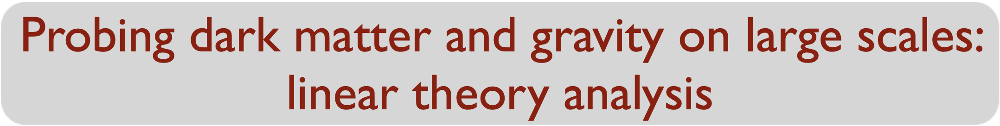 Probing dark matter and gravity on large scales:
linear theory analysis